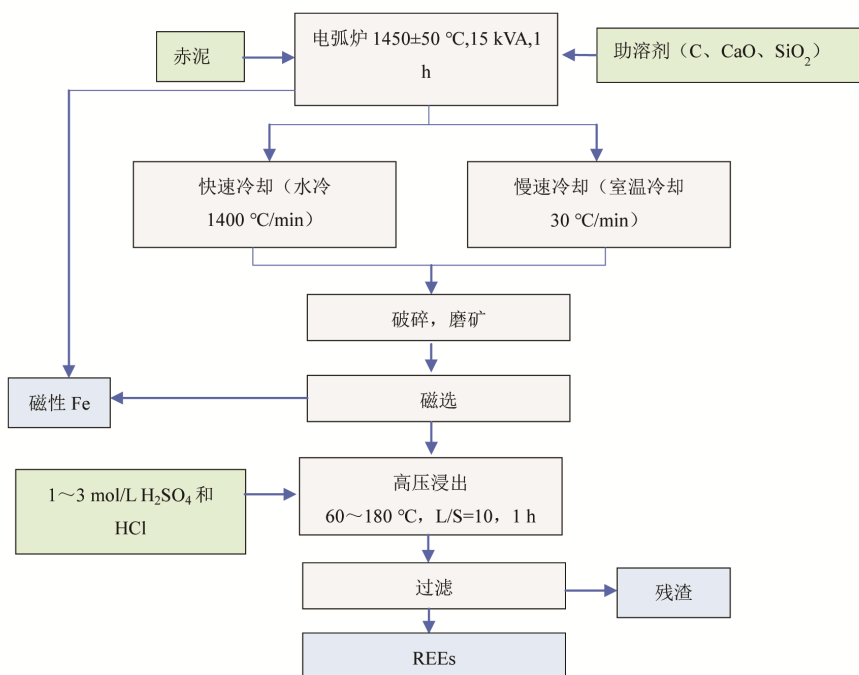 赤泥
电弧炉 1450±50 ℃,15 kVA,1
h
助溶剂（C、CaO、SiO₂）
快速冷却（水冷
1400 ℃/min）
慢速冷却（室温冷却
30 ℃/min）
破碎，磨矿
磁性 Fe
磁选
1～3 mol/L H₂SO₄ 和
HCl
高压浸出
60～180 ℃，L/S=10，1 h
过滤
残渣
REEs